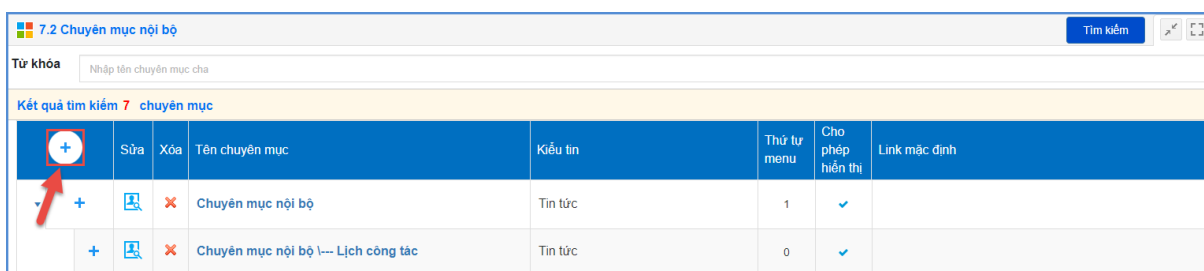 7.2 Chuyên mục nội bộ
Tìm kiếm
Từ khóa
Nhập tên chuyên mục cha
Kết quả tìm kiếm 7 chuyên mục
+ Sửa Xóa Tên chuyên mục Kiểu tin Thứ tự menu Cho phép hiển thị Link mặc định
+ Chuyên mục nội bộ Tin tức 1
+ Chuyên mục nội bộ \--- Lịch công tác Tin tức 0